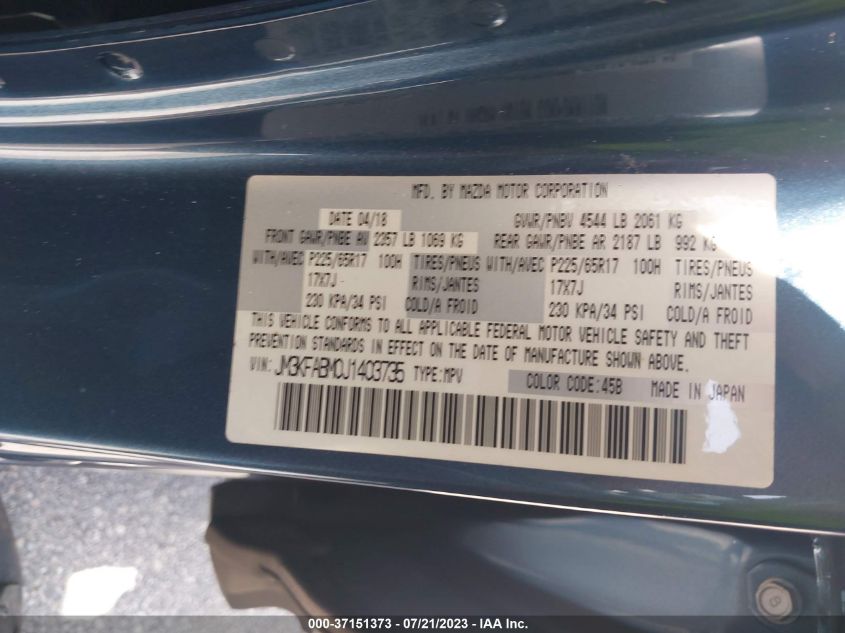 MFD. BY MAZDA MOTOR CORPORATION
DATE 04/18 GVWR/PNBV 4544 LB 2061 KG
FRONT GAWR/PNBE AV 2357 LB 1069 KG REAR GAWR/PNBE AR 2187 LB 992 KG
WITH/AVEC P225/65R17 100H TIRES/PNEUS WITH/AVEC P225/65R17 100H TIRES/PNEUS
17X7J RIMS/JANTES 17X7J RIMS/JANTES
230 KPA/34 PSI COLD/A FROID 230 KPA/34 PSI COLD/A FROID
THIS VEHICLE CONFORMS TO ALL APPLICABLE FEDERAL MOTOR VEHICLE SAFETY AND THEFT
PREVENTION STANDARDS IN EFFECT ON THE DATE OF MANUFACTURE SHOWN ABOVE.
VIN: JM3KFABM0J1403735 TYPE:MPV COLOR CODE:45B MADE IN JAPAN
000-37151373 - 07/21/2023 - IAA Inc.